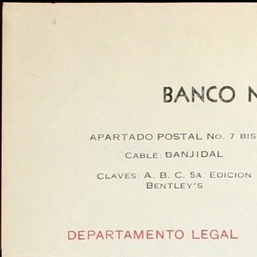 BANCO N
APARTADO POSTAL No. 7 BIS
CABLE: BANJIDAL
CLAVES: A. B. C. 5A. EDICION
BENTLEY'S
DEPARTAMENTO LEGAL